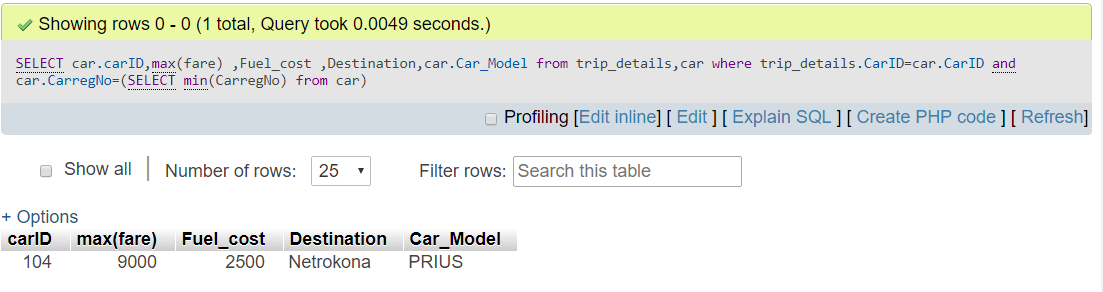 Showing rows 0 - 0 (1 total, Query took 0.0049 seconds.)
SELECT car.carID,max(fare) ,Fuel_cost ,Destination,car.Car_Model from trip_details,car where trip_details.CarID=car.CarID and
car.CarregNo=(SELECT min(CarregNo) from car)
Profiling [Edit inline] [ Edit ] [ Explain SQL ] [ Create PHP code ] [ Refresh]
Show all | Number of rows: 25 Filter rows: Search this table
+ Options
carID max(fare) Fuel_cost Destination Car_Model
104 9000 2500 Netrokona PRIUS